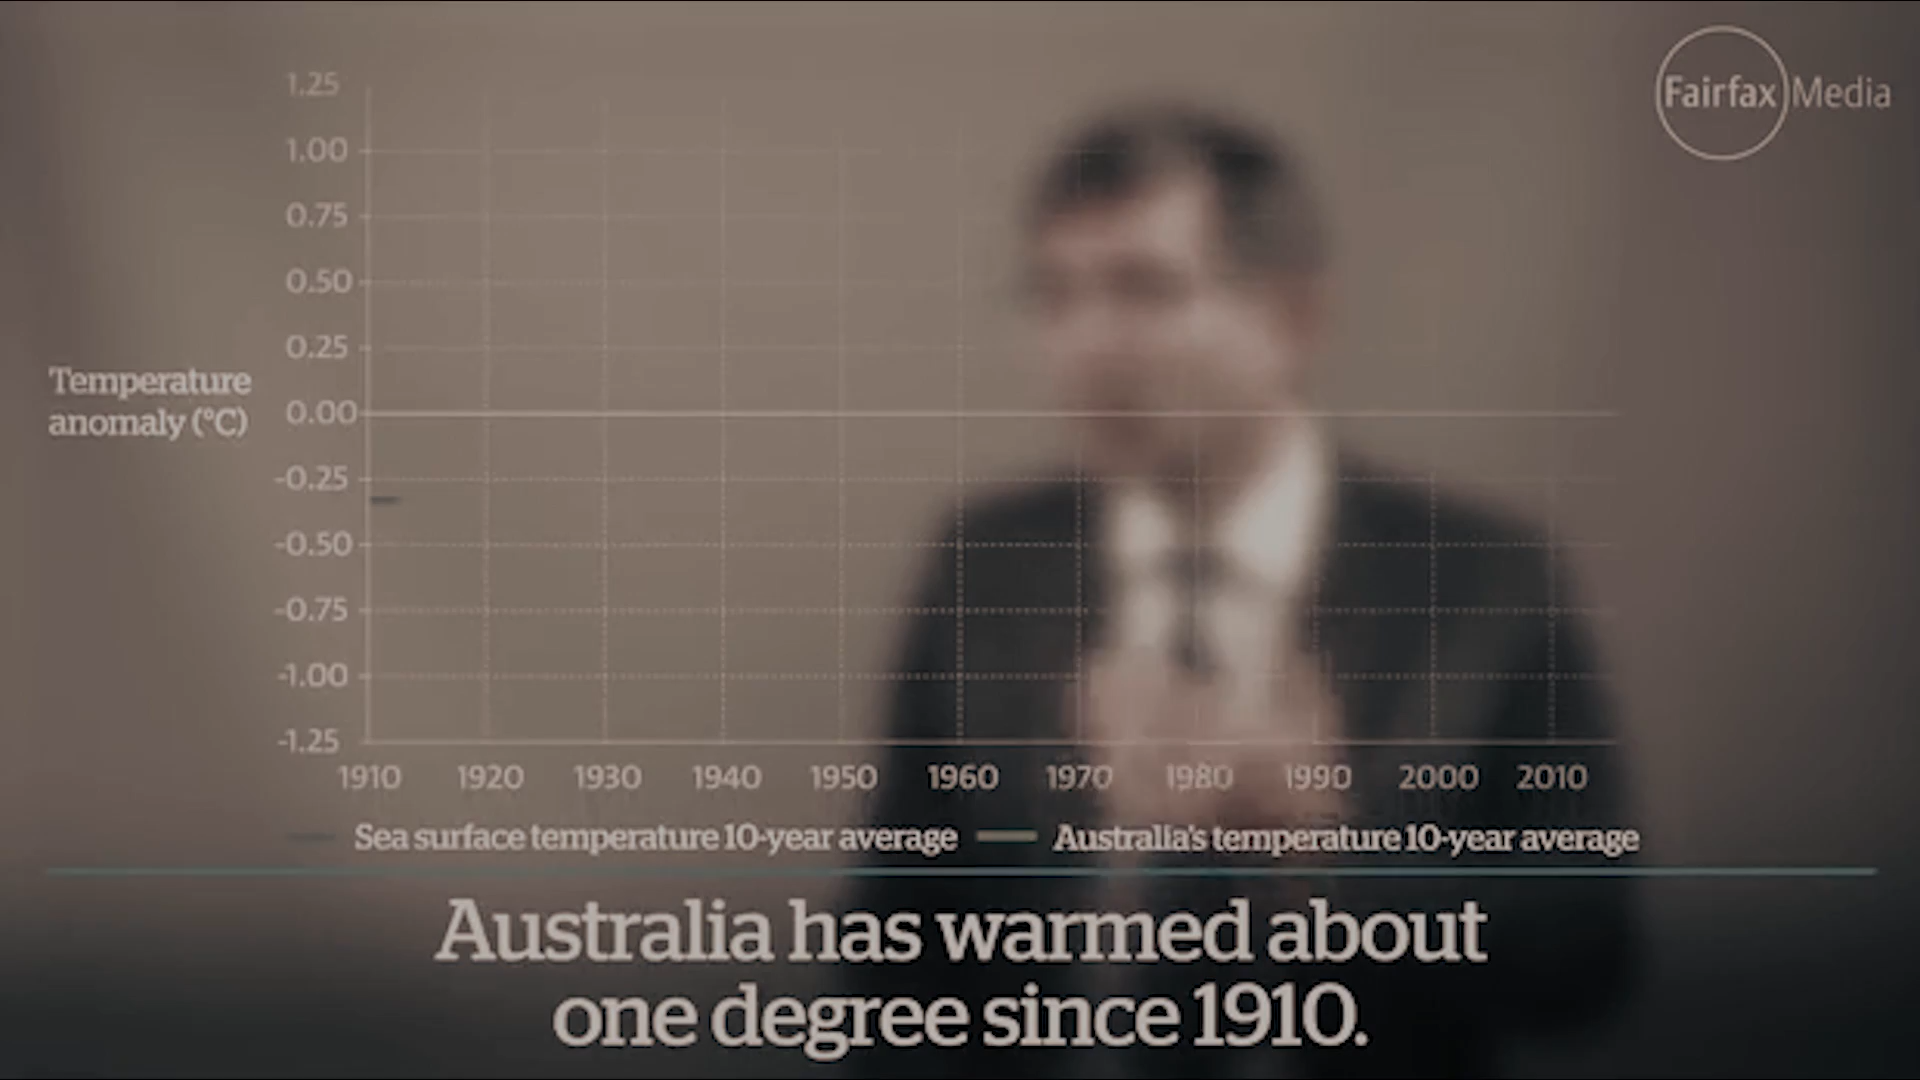 Fairfax Media
1.25
1.00
0.75
0.50
0.25
Temperature
anomaly (°C)
0.00
-0.25
-0.50
-0.75
-1.00
-1.25
1910 1920 1930 1940 1950 1960 1970 1980 1990 2000 2010
Sea surface temperature 10-year average Australia's temperature 10-year average
Australia has warmed about
one degree since 1910.